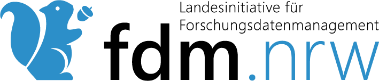 Landesinitiative für
Forschungsdatenmanagement
fdm.nrw